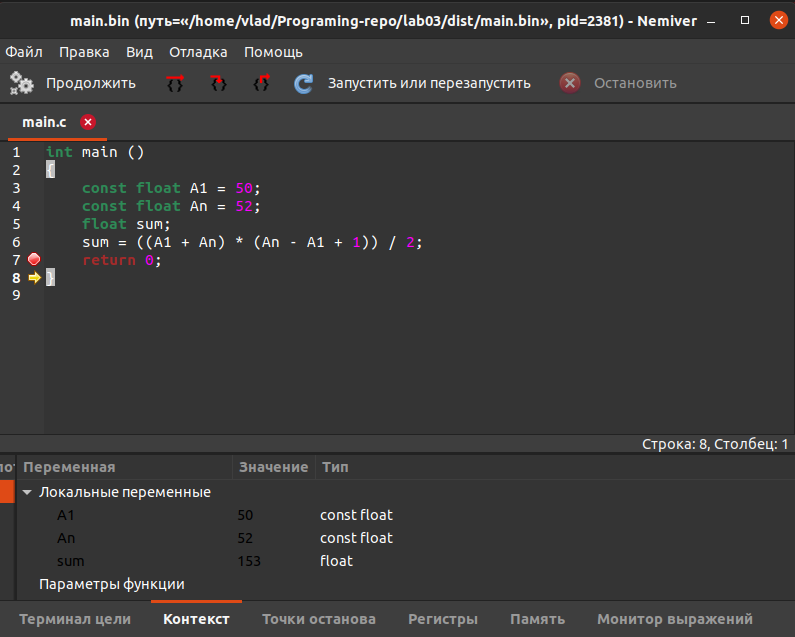 main.bin (путь=«/home/vlad/Programing-repo/lab03/dist/main.bin», pid=2381) - Nemiver
Файл Правка Вид Отладка Помощь
Продолжить Запустить или перезапустить Остановить
main.c
1 int main ()
2 {
3 const float A1 = 50;
4 const float An = 52;
5 float sum;
6 sum = ((A1 + An) * (An - A1 + 1)) / 2;
7 return 0;
8 }
9
Строка: 8, Столбец: 1
Переменная Значение Тип
Локальные переменные
A1 50 const float
An 52 const float
sum 153 float
Параметры функции
Терминал цели Контекст Точки останова Регистры Память Монитор выражений